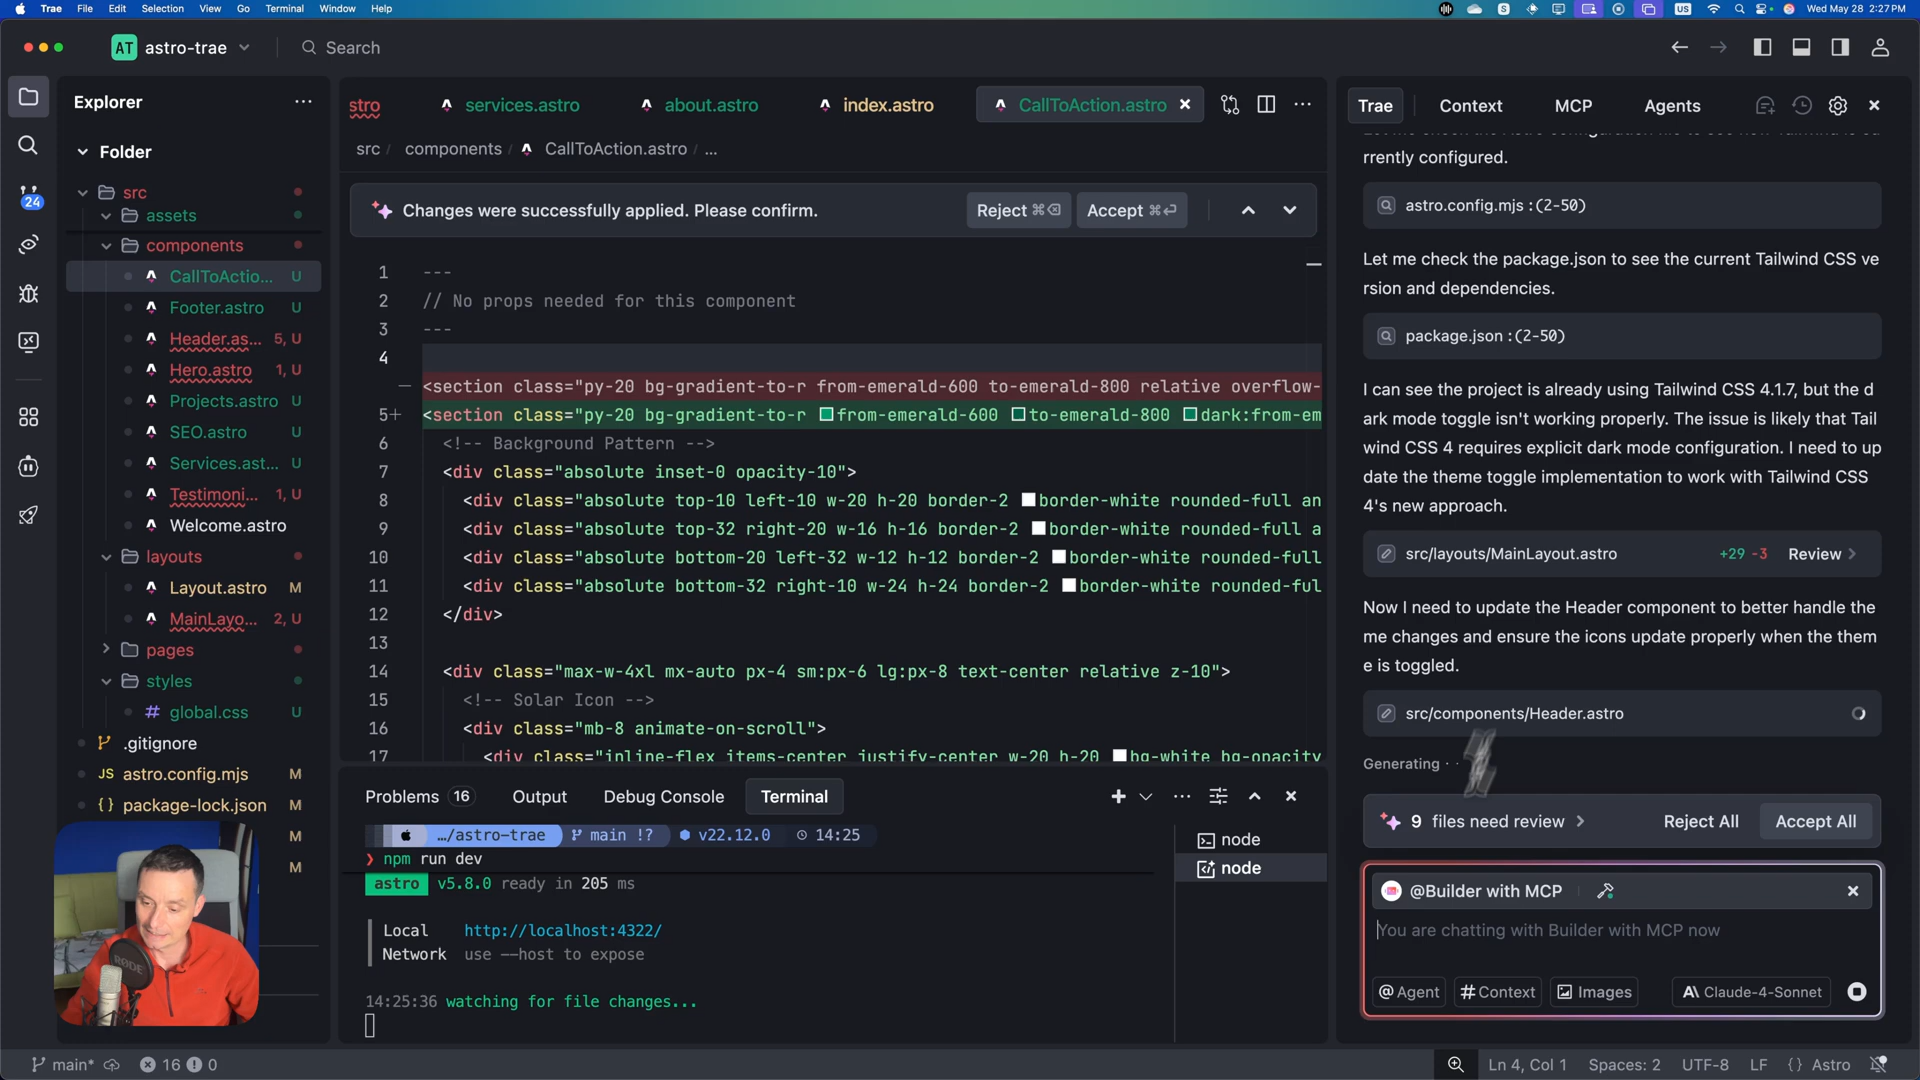 Trae File Edit Selection View Go Terminal Window Help
US
Wed May 28 2:27 PM
AT astro-trae
Search
Explorer
Folder
src
assets
components
CallToActio... U
Footer.astro U
Header.as... 5, U
Hero.astro 1, U
Projects.astro U
SEO.astro U
Services.ast... U
Testimoni... 1, U
Welcome.astro
layouts
Layout.astro M
MainLayo... 2, U
pages
styles
# global.css U
.gitignore
JS astro.config.mjs M
{ } package-lock.json M
M
M
24
stro
services.astro
about.astro
index.astro
CallToAction.astro
src / components / CallToAction.astro / ...
Changes were successfully applied. Please confirm.
Reject ⌘⌫
Accept ⌘⏎
1 ---
2 // No props needed for this component
3 ---
4
— <section class="py-20 bg-gradient-to-r from-emerald-600 to-emerald-800 relative overflow-
5+ <section class="py-20 bg-gradient-to-r from-emerald-600 to-emerald-800 dark:from-em
6 <!-- Background Pattern -->
7 <div class="absolute inset-0 opacity-10">
8 <div class="absolute top-10 left-10 w-20 h-20 border-2 border-white rounded-full an
9 <div class="absolute top-32 right-20 w-16 h-16 border-2 border-white rounded-full a
10 <div class="absolute bottom-20 left-32 w-12 h-12 border-2 border-white rounded-full
11 <div class="absolute bottom-32 right-10 w-24 h-24 border-2 border-white rounded-ful
12 </div>
13
14 <div class="max-w-4xl mx-auto px-4 sm:px-6 lg:px-8 text-center relative z-10">
15 <!-- Solar Icon -->
16 <div class="mb-8 animate-on-scroll">
17 <div class="inline-flex items-center justify-center w-20 h-20 bg-white bg-opacity
Problems 16
Output
Debug Console
Terminal
…/astro-trae main !? v22.12.0 14:25
❯ npm run dev
astro v5.8.0 ready in 205 ms
Local http://localhost:4322/
Network use --host to expose
14:25:36 watching for file changes...
node
node
Trae
Context
MCP
Agents
rrently configured.
astro.config.mjs :(2-50)
Let me check the package.json to see the current Tailwind CSS ve
rsion and dependencies.
package.json :(2-50)
I can see the project is already using Tailwind CSS 4.1.7, but the d
ark mode toggle isn't working properly. The issue is likely that Tail
wind CSS 4 requires explicit dark mode configuration. I need to up
date the theme toggle implementation to work with Tailwind CSS
4's new approach.
src/layouts/MainLayout.astro +29 -3 Review
Now I need to update the Header component to better handle the
me changes and ensure the icons update properly when the them
e is toggled.
src/components/Header.astro
Generating · ·
9 files need review
Reject All
Accept All
@Builder with MCP
You are chatting with Builder with MCP now
@ Agent
# Context
Images
Claude-4-Sonnet
RØDE
main*
16
0
Ln 4, Col 1
Spaces: 2
UTF-8
LF
{ } Astro